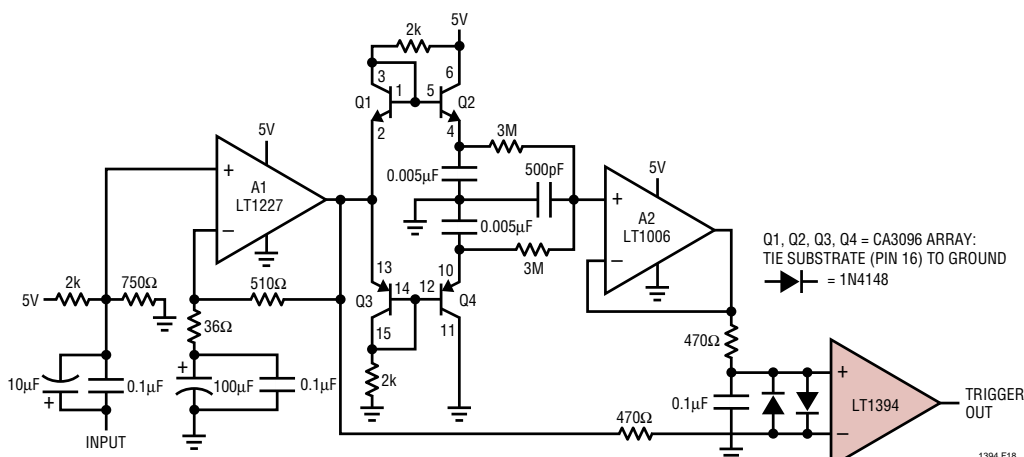 2k
5V
3
1
5
6
Q1
Q2
2
4
3M
5V
+
A1
LT1227
–
0.005µF
500pF
0.005µF
5V
+
A2
LT1006
–
3M
Q1, Q2, Q3, Q4 = CA3096 ARRAY:
TIE SUBSTRATE (PIN 16) TO GROUND
= 1N4148
5V
2k
750Ω
510Ω
36Ω
13
14
12
10
Q3
Q4
15
11
2k
10µF
+
0.1µF
+
100µF
0.1µF
INPUT
470Ω
0.1µF
470Ω
+
LT1394
–
TRIGGER
OUT
1394 F18